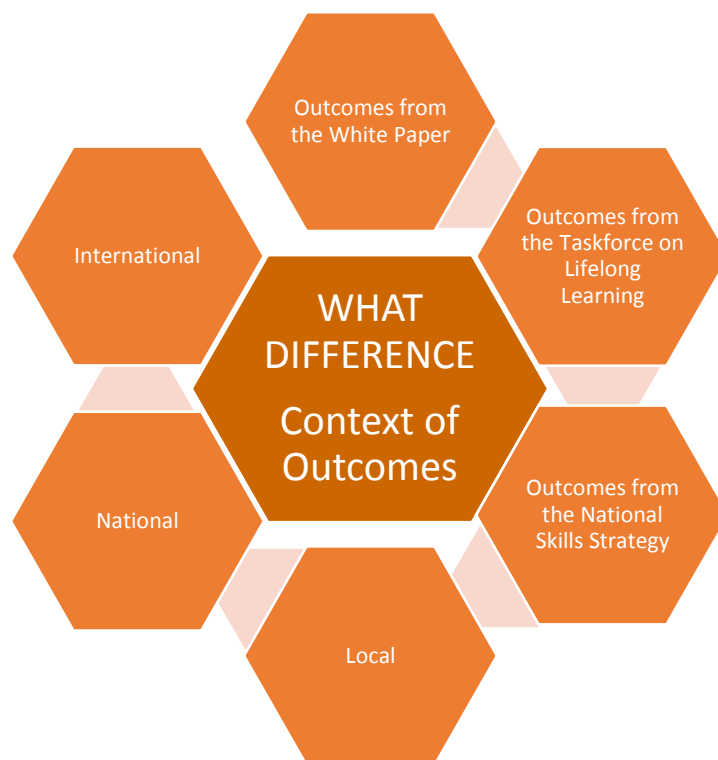 Outcomes from
the White Paper
Outcomes from
the Taskforce on
Lifelong
Learning
International
WHAT
DIFFERENCE
Context of
Outcomes
Outcomes from
the National
Skills Strategy
National
Local